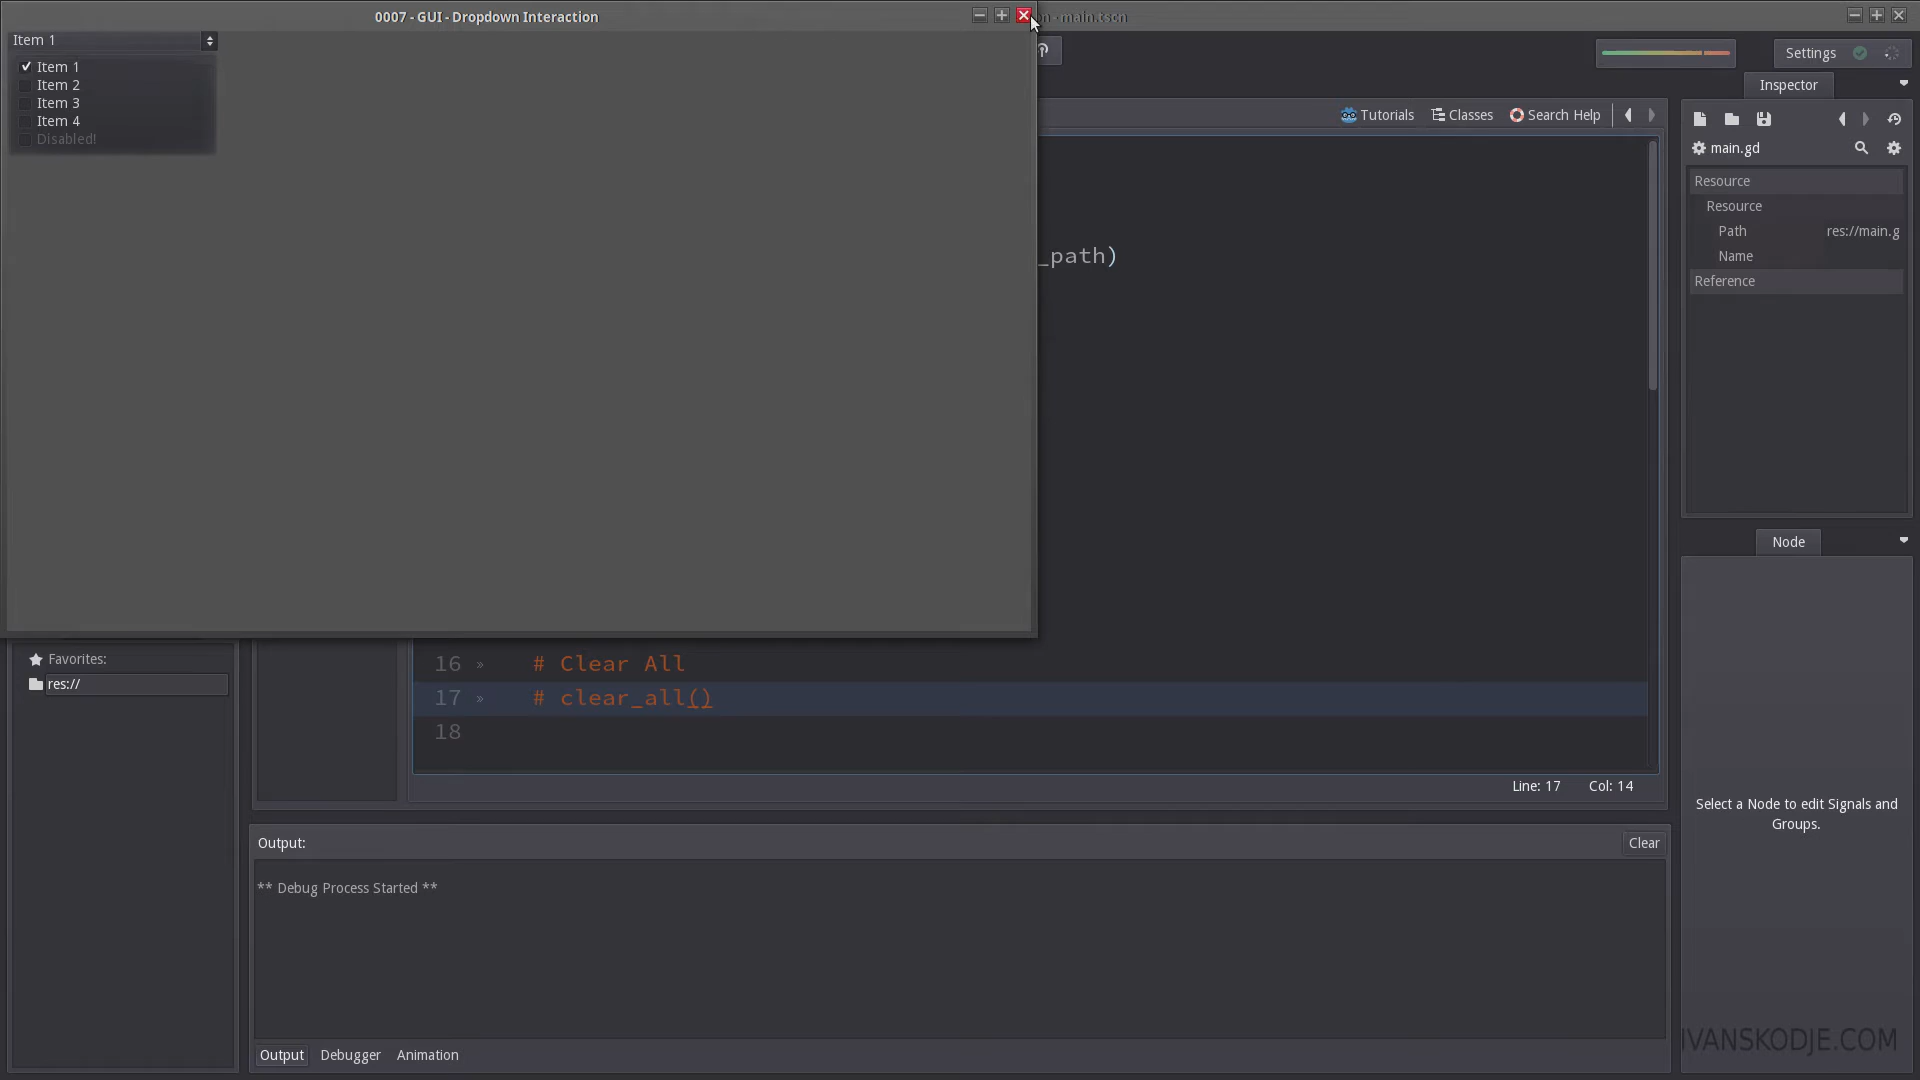 0007 - GUI - Dropdown Interaction
main.tscn
Item 1
Item 1
Item 2
Item 3
Item 4
Disabled!
Settings
Inspector
Tutorials
Classes
Search Help
main.gd
Resource
Resource
Path res://main.g
Name
Reference
_path)
Node
Favorites:
res://
16 » # Clear All
17 » # clear_all()
18
Line: 17 Col: 14
Select a Node to edit Signals and
Groups.
Output:
Clear
** Debug Process Started **
Output Debugger Animation
IVANSKODJE.COM